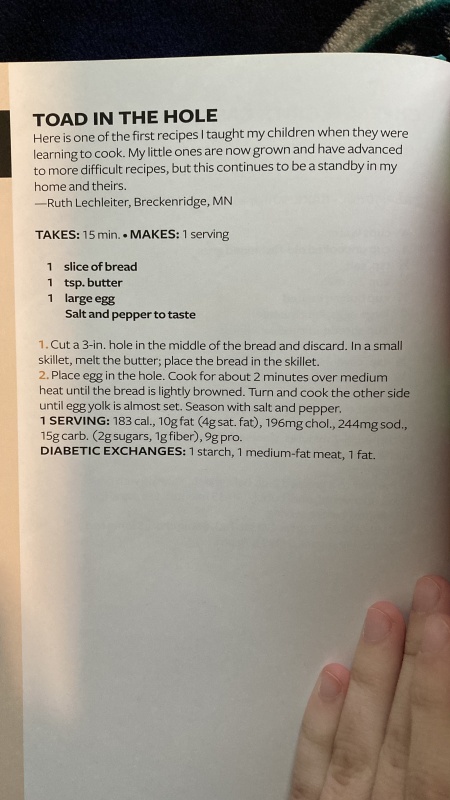 TOAD IN THE HOLE
Here is one of the first recipes I taught my children when they were
learning to cook. My little ones are now grown and have advanced
to more difficult recipes, but this continues to be a standby in my
home and theirs.
—Ruth Lechleiter, Breckenridge, MN
TAKES: 15 min. • MAKES: 1 serving
1 slice of bread
1 tsp. butter
1 large egg
Salt and pepper to taste
1. Cut a 3-in. hole in the middle of the bread and discard. In a small
skillet, melt the butter; place the bread in the skillet.
2. Place egg in the hole. Cook for about 2 minutes over medium
heat until the bread is lightly browned. Turn and cook the other side
until egg yolk is almost set. Season with salt and pepper.
1 SERVING: 183 cal., 10g fat (4g sat. fat), 196mg chol., 244mg sod.,
15g carb. (2g sugars, 1g fiber), 9g pro.
DIABETIC EXCHANGES: 1 starch, 1 medium-fat meat, 1 fat.